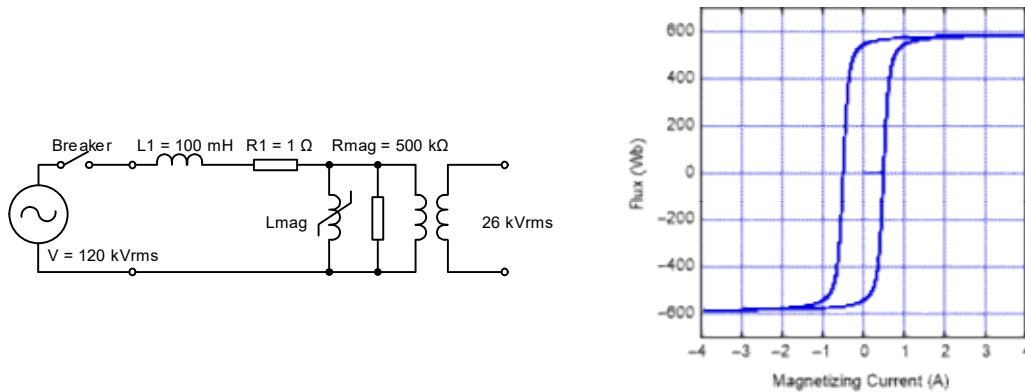 Breaker
L1 = 100 mH
R1 = 1 Ω
Rmag = 500 kΩ
Lmag
26 kVrms
V = 120 kVrms
600
400
200
0
−200
−400
−600
Flux (Wb)
−4 −3 −2 −1 0 1 2 3 4
Magnetizing Current (A)